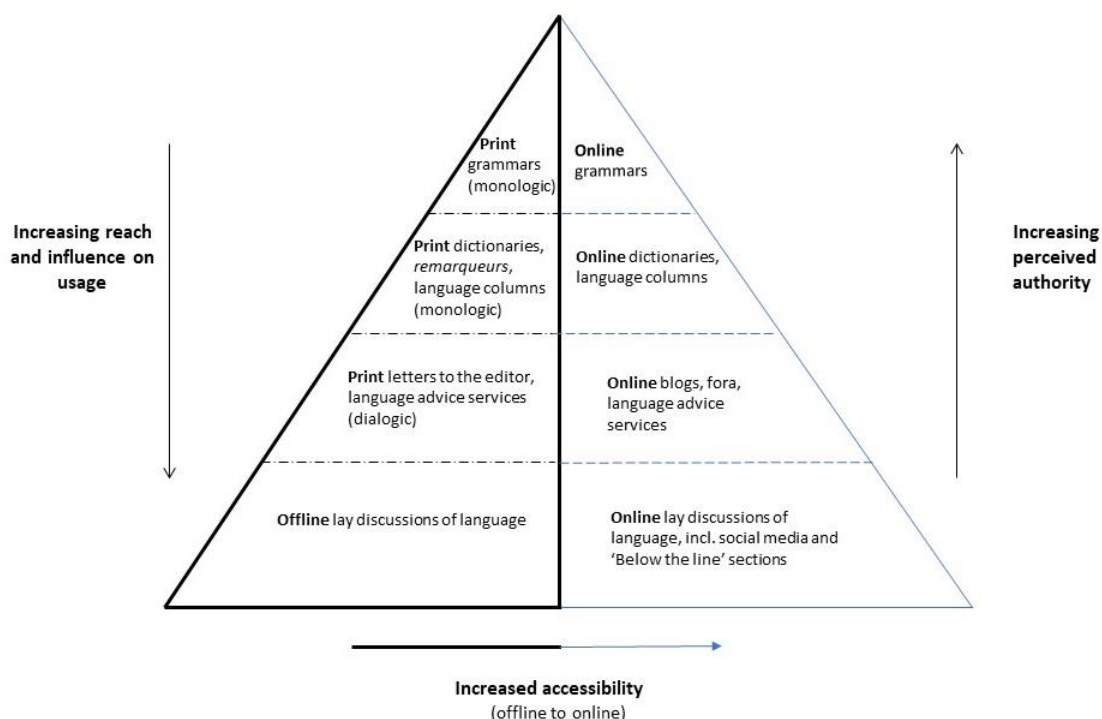 Print
grammars
(monologic)
Online
grammars
Increasing reach
and influence on
usage
Print dictionaries,
remarqueurs,
language columns
(monologic)
Online dictionaries,
language columns
Increasing
perceived
authority
Print letters to the editor,
language advice services
(dialogic)
Online blogs, fora,
language advice
services
Offline lay discussions of language
Online lay discussions of
language, incl. social media and
‘Below the line’ sections
Increased accessibility
(offline to online)